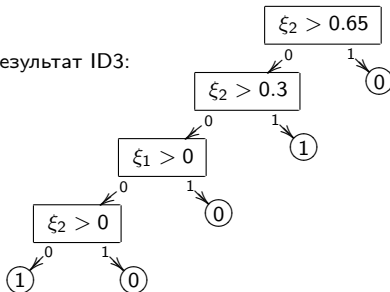 ξ₂ > 0.65
езультат ID3:
0 1
ξ₂ > 0.3 0
0 1
ξ₁ > 0 1
0 1
ξ₂ > 0 0
0 1
1 0